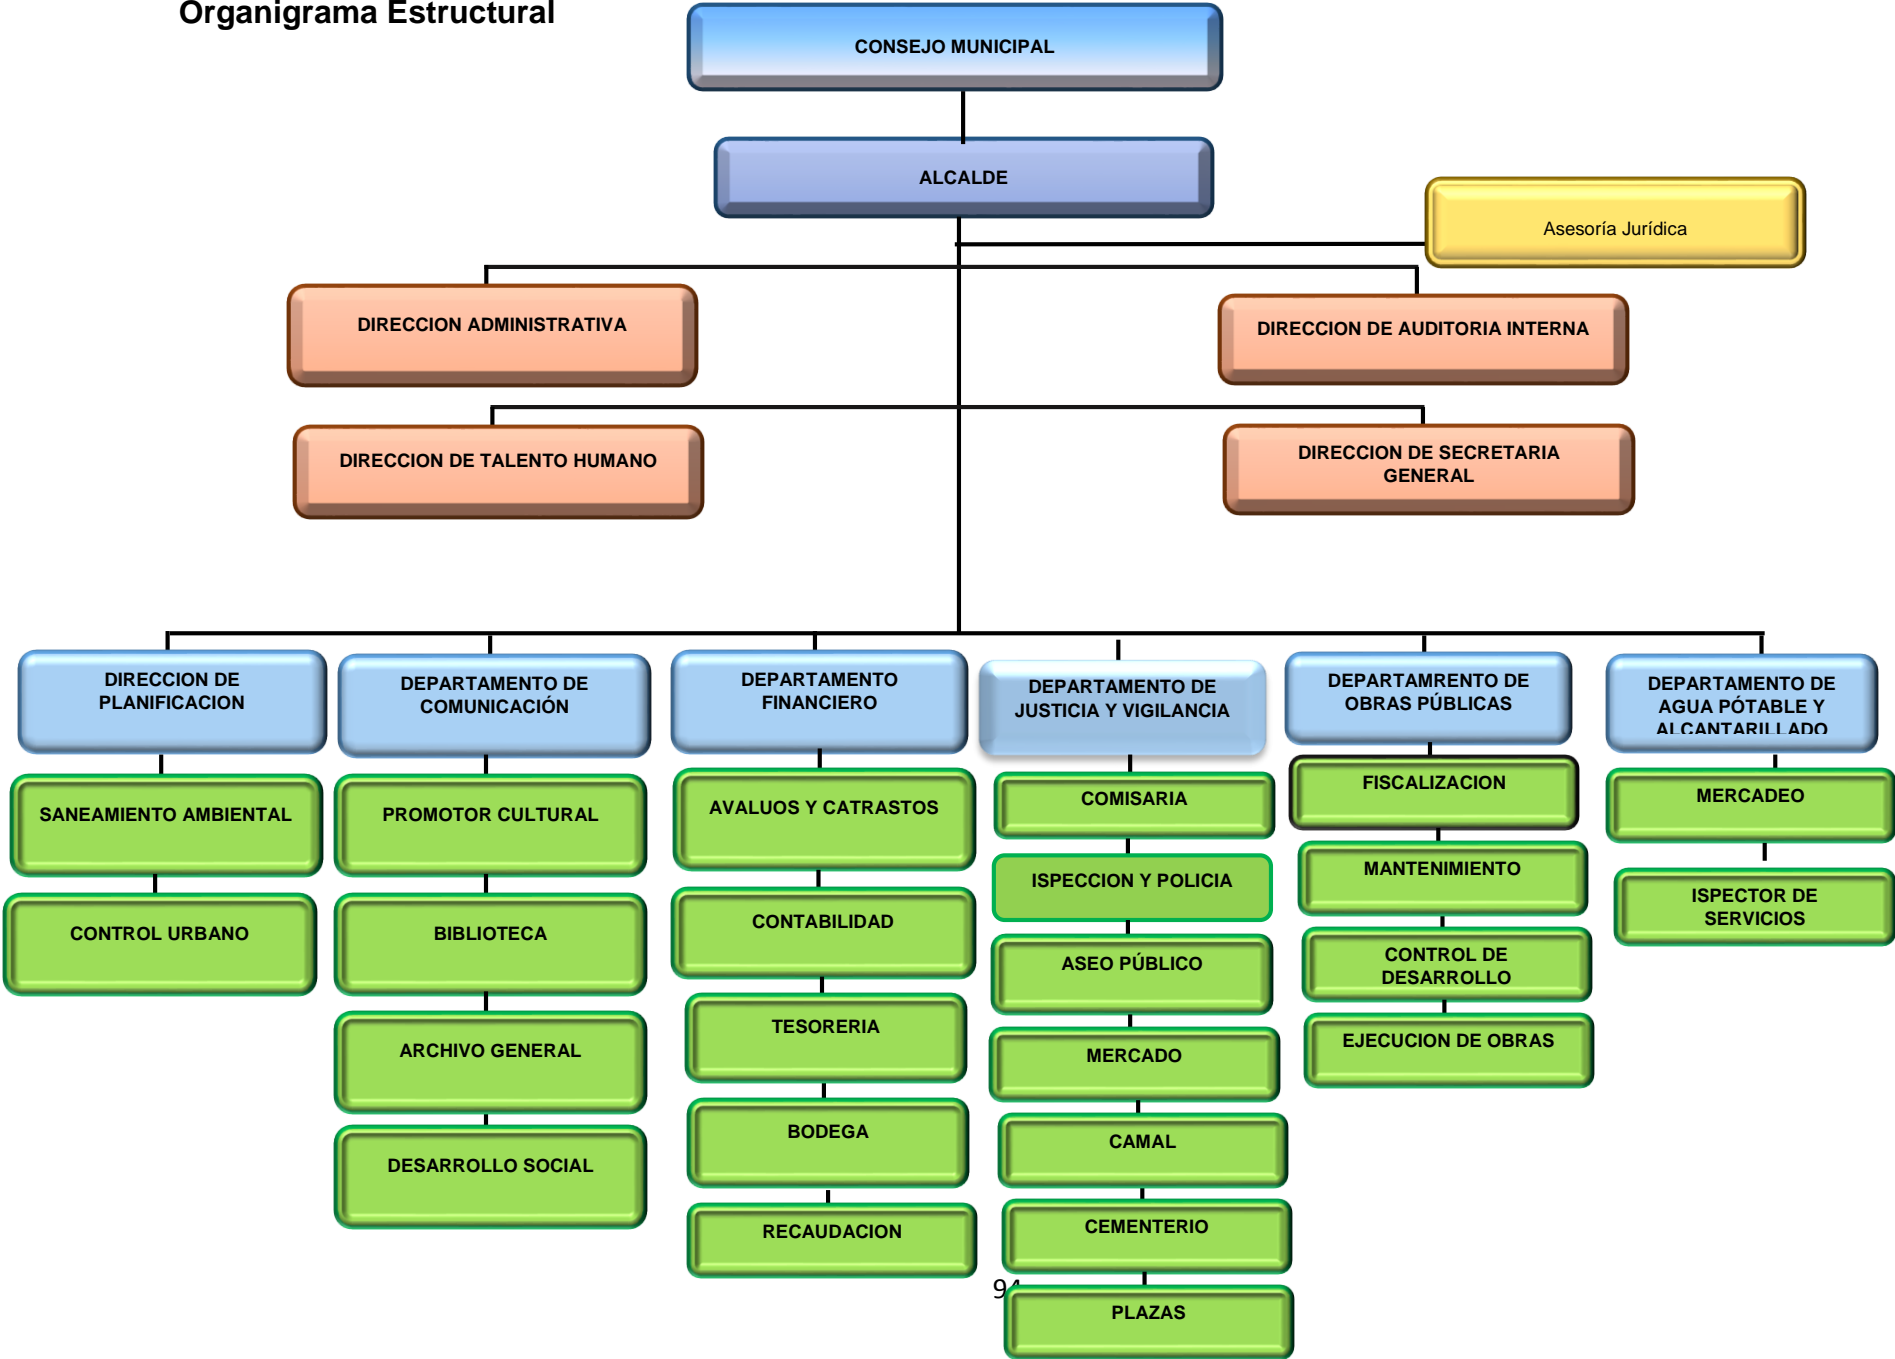 Organigrama Estructural
CONSEJO MUNICIPAL
ALCALDE
Asesoría Jurídica
DIRECCION ADMINISTRATIVA
DIRECCION DE AUDITORIA INTERNA
DIRECCION DE TALENTO HUMANO
DIRECCION DE SECRETARIA
GENERAL
DIRECCION DE
PLANIFICACION
SANEAMIENTO AMBIENTAL
CONTROL URBANO
DEPARTAMENTO DE
COMUNICACIÓN
PROMOTOR CULTURAL
BIBLIOTECA
ARCHIVO GENERAL
DESARROLLO SOCIAL
DEPARTAMENTO
FINANCIERO
AVALUOS Y CATRASTOS
CONTABILIDAD
TESORERIA
BODEGA
RECAUDACION
DEPARTAMENTO DE
JUSTICIA Y VIGILANCIA
COMISARIA
ISPECCION Y POLICIA
ASEO PÚBLICO
MERCADO
CAMAL
CEMENTERIO
PLAZAS
DEPARTAMRENTO DE
OBRAS PÚBLICAS
FISCALIZACION
MANTENIMIENTO
CONTROL DE
DESARROLLO
EJECUCION DE OBRAS
DEPARTAMENTO DE
AGUA PÓTABLE Y
ALCANTARILLADO
MERCADEO
ISPECTOR DE
SERVICIOS
94